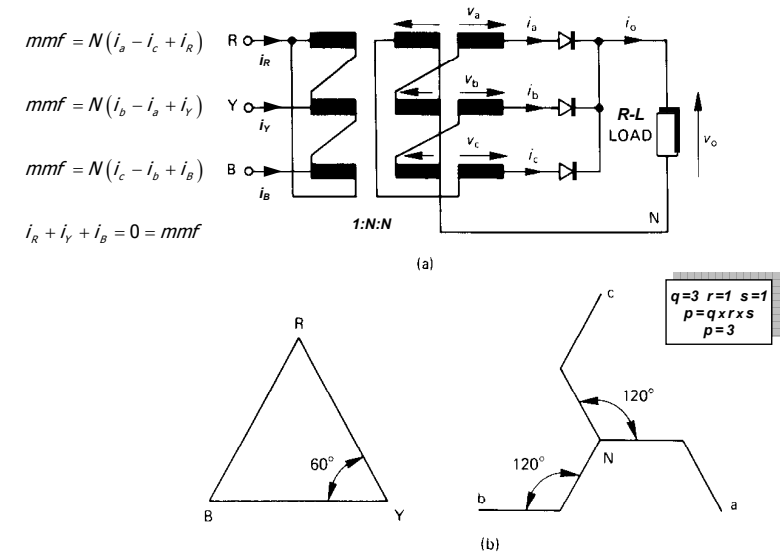 mmf = N(i_a − i_c + i_R)
mmf = N(i_b − i_a + i_Y)
mmf = N(i_c − i_b + i_B)
i_R + i_Y + i_B = 0 = mmf
R
i_R
Y
i_Y
B
i_B
v_a
i_a
i_o
v_b
i_b
v_c
i_c
R-L
LOAD
v_o
N
1:N:N
(a)
q=3 r=1 s=1
p=q x r x s
p=3
R
60°
B
Y
c
120°
N
120°
b
a
(b)